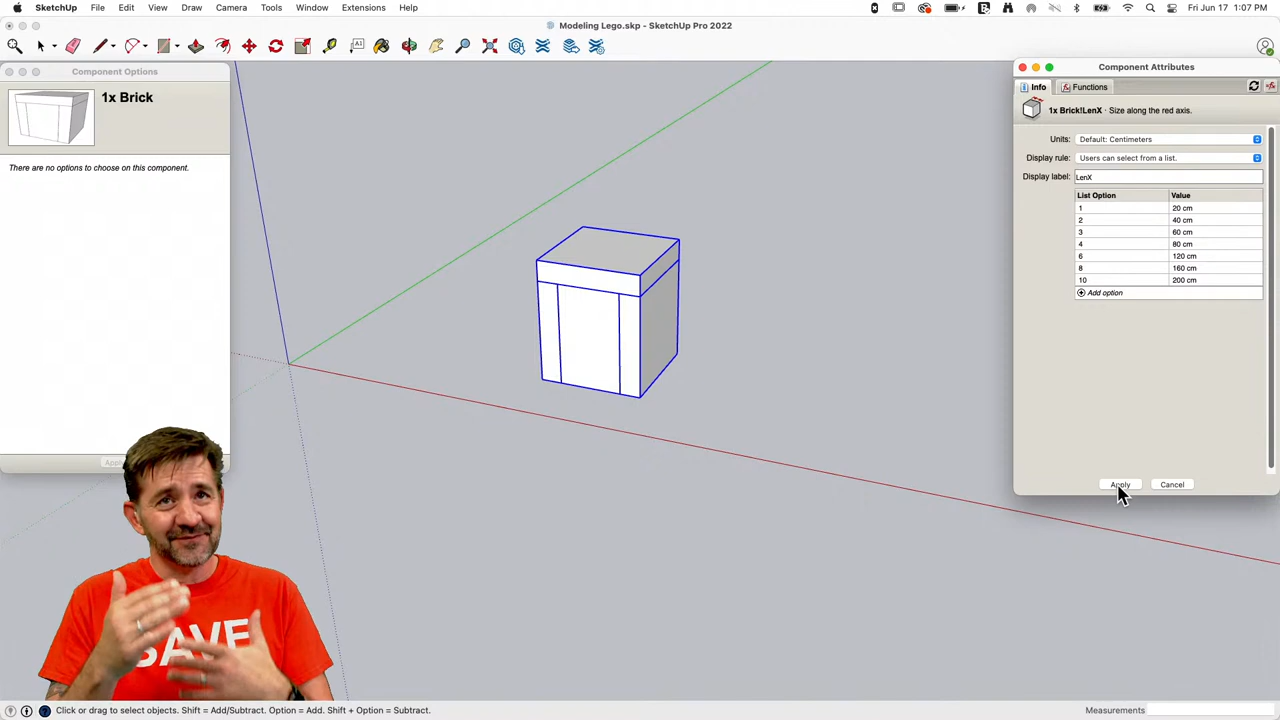 SketchUp File Edit View Draw Camera Tools Window Extensions Help Fri Jun 17 1:07 PM
Modeling Lego.skp - SketchUp Pro 2022
Component Options
1x Brick
There are no options to choose on this component.
Component Attributes
Info Functions
1x Brick!LenX - Size along the red axis.
Units: Default: Centimeters
Display rule: Users can select from a list.
Display label: LenX
List Option Value
1 20 cm
2 40 cm
3 60 cm
4 80 cm
6 120 cm
8 160 cm
10 200 cm
Add option
Apply Cancel
SAVE
Click or drag to select objects. Shift = Add/Subtract. Option = Add. Shift + Option = Subtract. Measurements